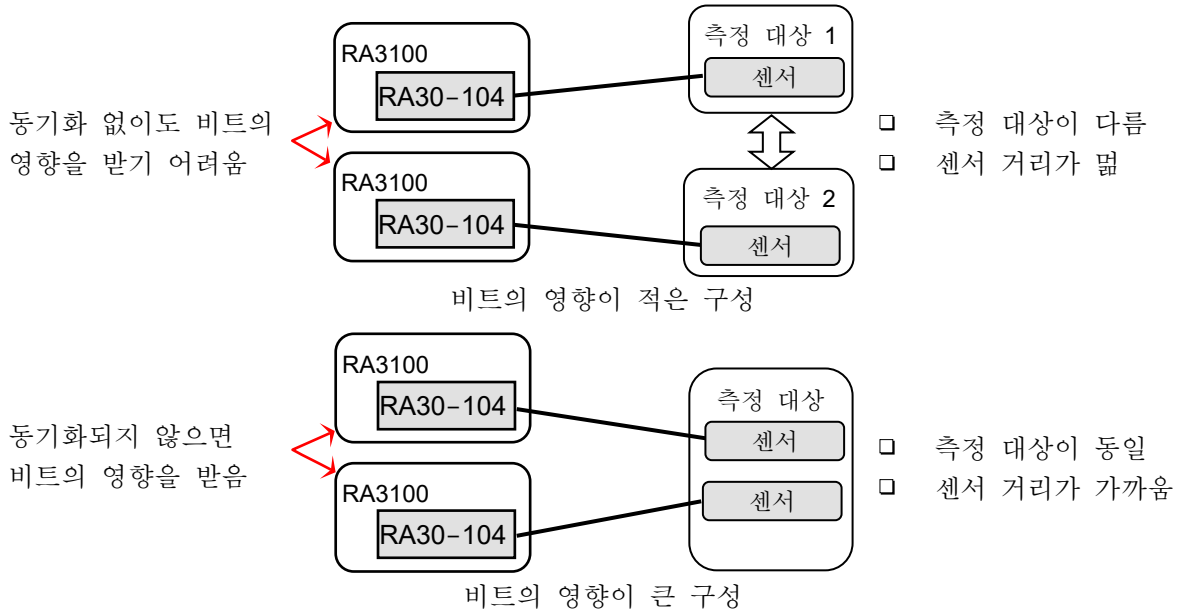 RA3100
RA30-104
측정 대상 1
센서
동기화 없이도 비트의
영향을 받기 어려움
❑ 측정 대상이 다름
❑ 센서 거리가 멂
RA3100
RA30-104
측정 대상 2
센서
비트의 영향이 적은 구성
RA3100
RA30-104
측정 대상
센서
동기화되지 않으면
비트의 영향을 받음
❑ 측정 대상이 동일
❑ 센서 거리가 가까움
RA3100
RA30-104
센서
비트의 영향이 큰 구성